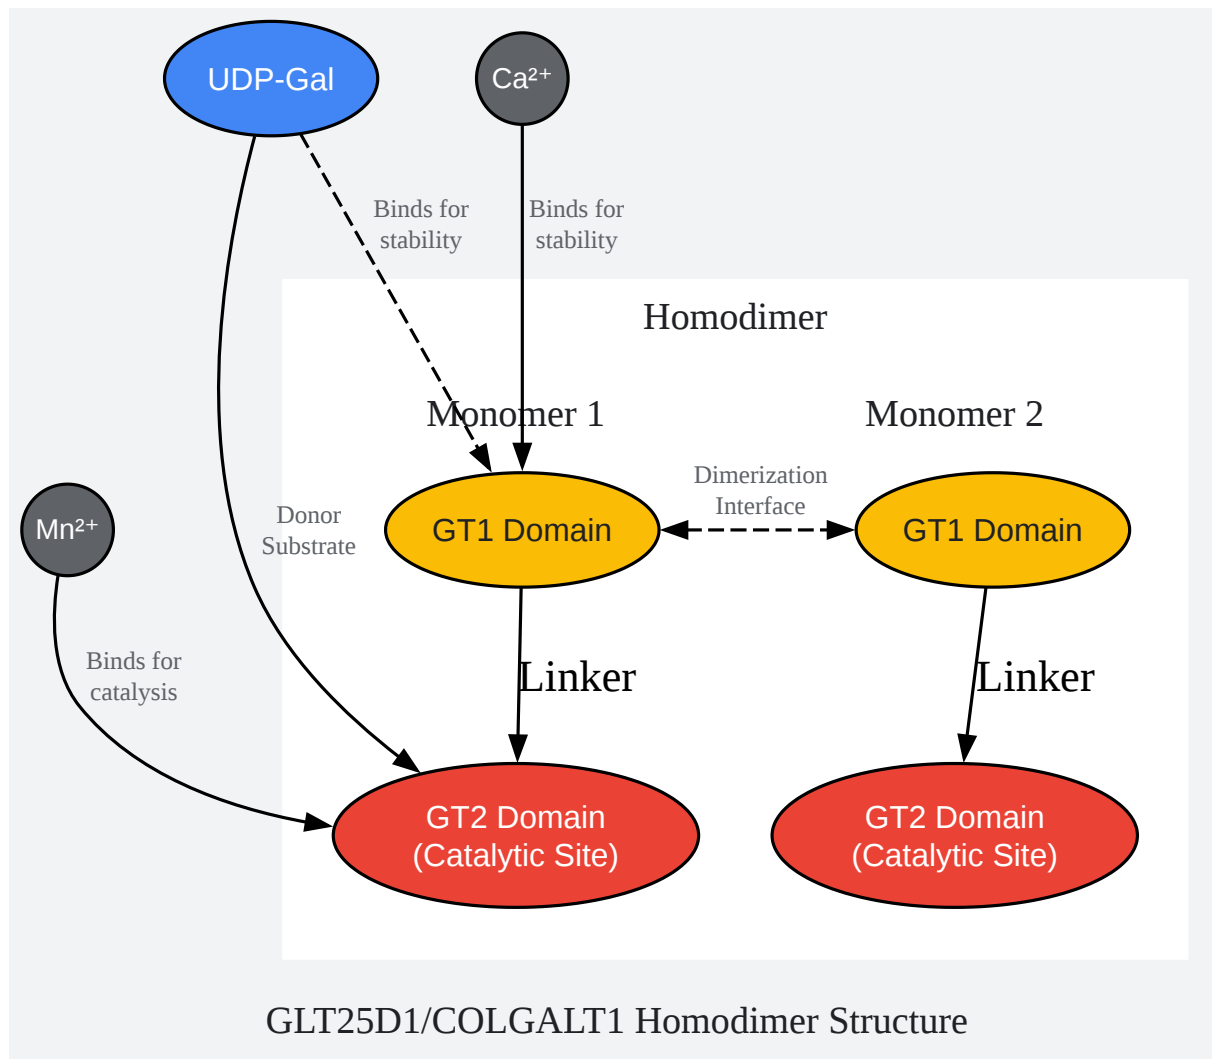 UDP-Gal
Ca²⁺
Binds for
stability
Binds for
stability
Homodimer
Monomer 1
Monomer 2
Dimerization
Interface
Donor
Substrate
Mn²⁺
GT1 Domain
GT1 Domain
Binds for
catalysis
Linker
Linker
GT2 Domain
(Catalytic Site)
GT2 Domain
(Catalytic Site)
GLT25D1/COLGALT1 Homodimer Structure